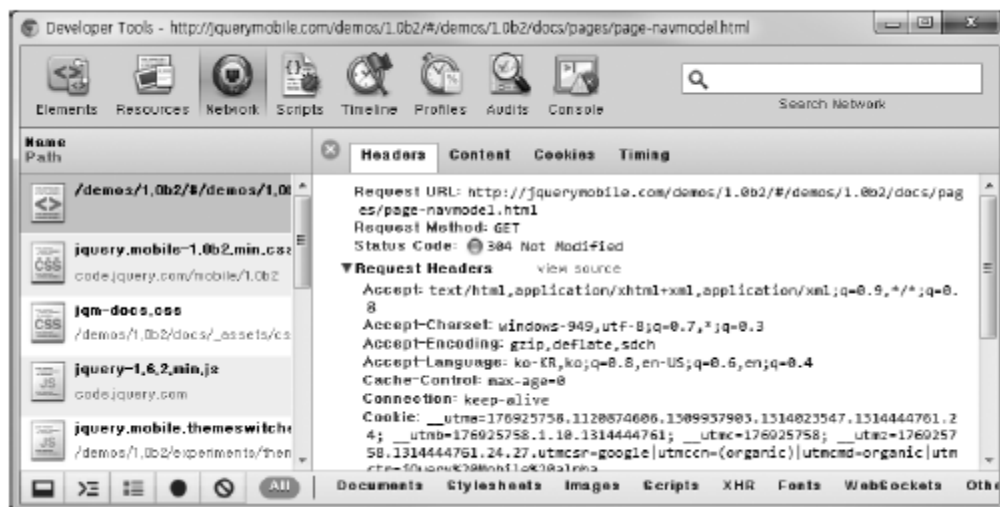 Developer Tools - http://jquerymobile.com/demos/1.0b2/#/demos/1.0b2/docs/pages/page-navmodel.html
Elements Resources Network Scripts Timeline Profiles Audits Console
Search Network
Name
Path
Headers Content Cookies Timing
/demos/1.0b2/#/demos/1.0b
jquery.mobile-1.0b2.min.css
code.jquery.com/mobile/1.0b2
jqm-docs.css
/demos/1.0b2/docs/_assets/cs
jquery-1.6.2.min.js
code.jquery.com
jquery.mobile.themeswitche
/demos/1.0b2/experiments/then
Request URL: http://jquerymobile.com/demos/1.0b2/#/demos/1.0b2/docs/pag
es/page-navmodel.html
Request Method: GET
Status Code: 304 Not Modified
Request Headers view source
Accept: text/html,application/xhtml+xml,application/xml;q=0.9,*/*;q=0.
8
Accept-Charset: windows-949,utf-8;q=0.7,*;q=0.3
Accept-Encoding: gzip,deflate,sdch
Accept-Language: ko-KR,ko;q=0.8,en-US;q=0.6,en;q=0.4
Cache-Control: max-age=0
Connection: keep-alive
Cookie: __utma=176925758.1120874606.1309937903.1314023547.1314444761.2
4; __utmb=176925758.1.10.1314444761; __utmc=176925758; __utmz=1769257
58.1314444761.24.27.utmcsr=google|utmccn=(organic)|utmcmd=organic|utm
ctr=jQuery%20Mobile%20alpha
All Documents Stylesheets Images Scripts XHR Fonts WebSockets Othe